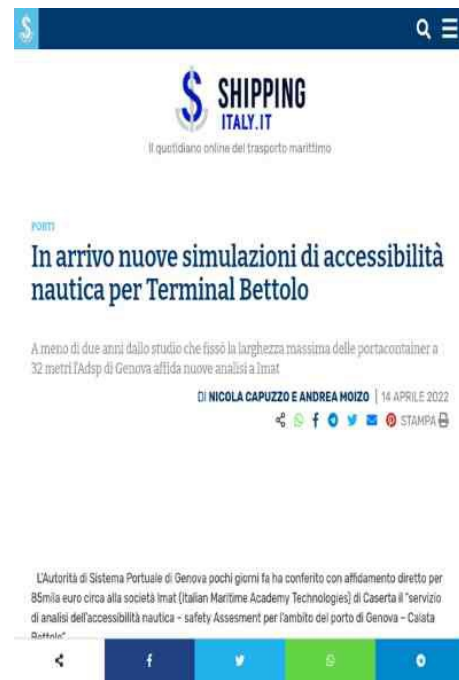 SHIPPING
ITALY.IT
Il quotidiano online del trasporto marittimo
PORTI
In arrivo nuove simulazioni di accessibilità
nautica per Terminal Bettolo
A meno di due anni dallo studio che fissò la larghezza massima delle portacontainer a
32 metri l'Adsp di Genova affida nuove analisi a Imat
DI NICOLA CAPUZZO E ANDREA MOIZO | 14 APRILE 2022
STAMPA
L'Autorità di Sistema Portuale di Genova pochi giorni fa ha conferito con affidamento diretto per
85mila euro circa alla società Imat (Italian Maritime Academy Technologies) di Caserta il "servizio
di analisi dell'accessibilità nautica - safety Assesment per l'ambito del porto di Genova - Calata
Bettolo"